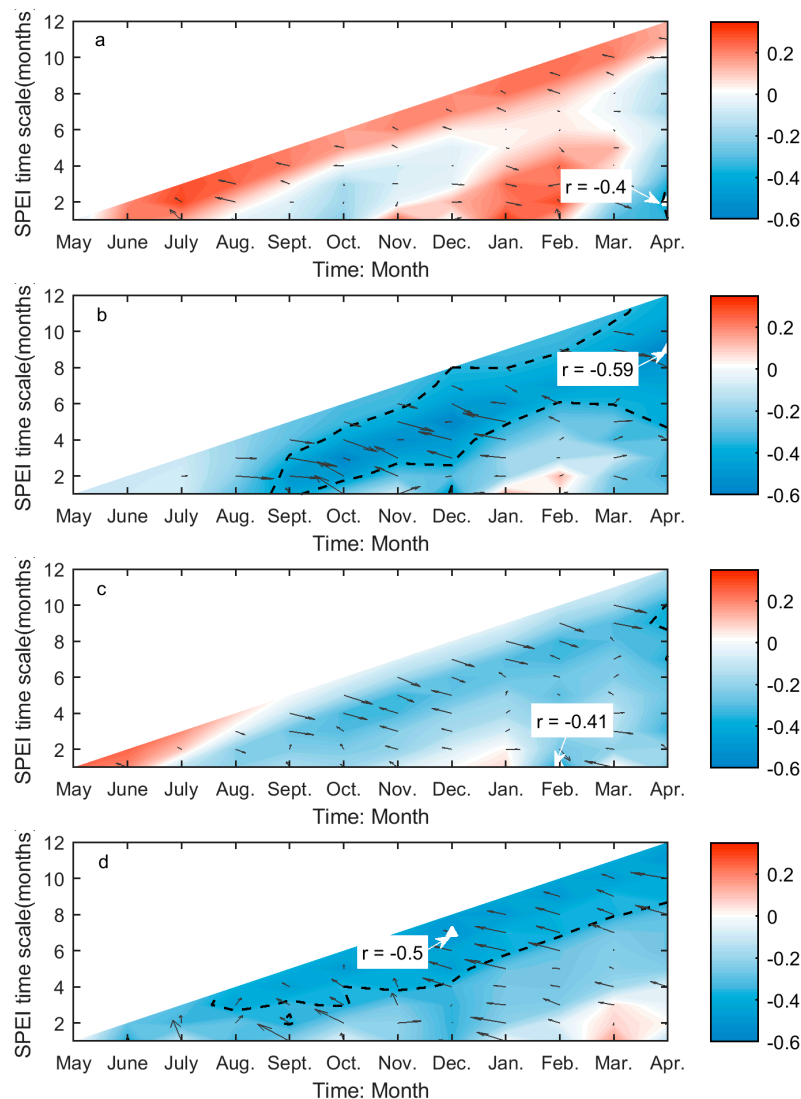 12
10
8
6
4
2
SPEI time scale(months)
a
r = -0.4
May June July Aug. Sept. Oct. Nov. Dec. Jan. Feb. Mar. Apr.
Time: Month
0.2
0
-0.2
-0.4
-0.6
12
10
8
6
4
2
SPEI time scale(months)
b
r = -0.59
May June July Aug. Sept. Oct. Nov. Dec. Jan. Feb. Mar. Apr.
Time: Month
0.2
0
-0.2
-0.4
-0.6
12
10
8
6
4
2
SPEI time scale(months)
c
r = -0.41
May June July Aug. Sept. Oct. Nov. Dec. Jan. Feb. Mar. Apr.
Time: Month
0.2
0
-0.2
-0.4
-0.6
12
10
8
6
4
2
SPEI time scale(months)
d
r = -0.5
May June July Aug. Sept. Oct. Nov. Dec. Jan. Feb. Mar. Apr.
Time: Month
0.2
0
-0.2
-0.4
-0.6